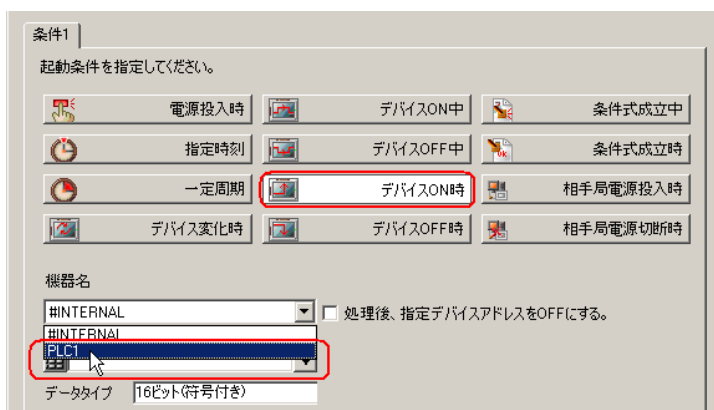 条件1
起動条件を指定してください。
電源投入時 デバイスON中 条件式成立中
指定時刻 デバイスOFF中 条件式成立時
一定周期 デバイスON時 相手局電源投入時
デバイス変化時 デバイスOFF時 相手局電源切断時
機器名
#INTERNAL 処理後、指定デバイスアドレスをOFFにする。
#INTERNAL
PLC1
データタイプ 16ビット(符号付き)